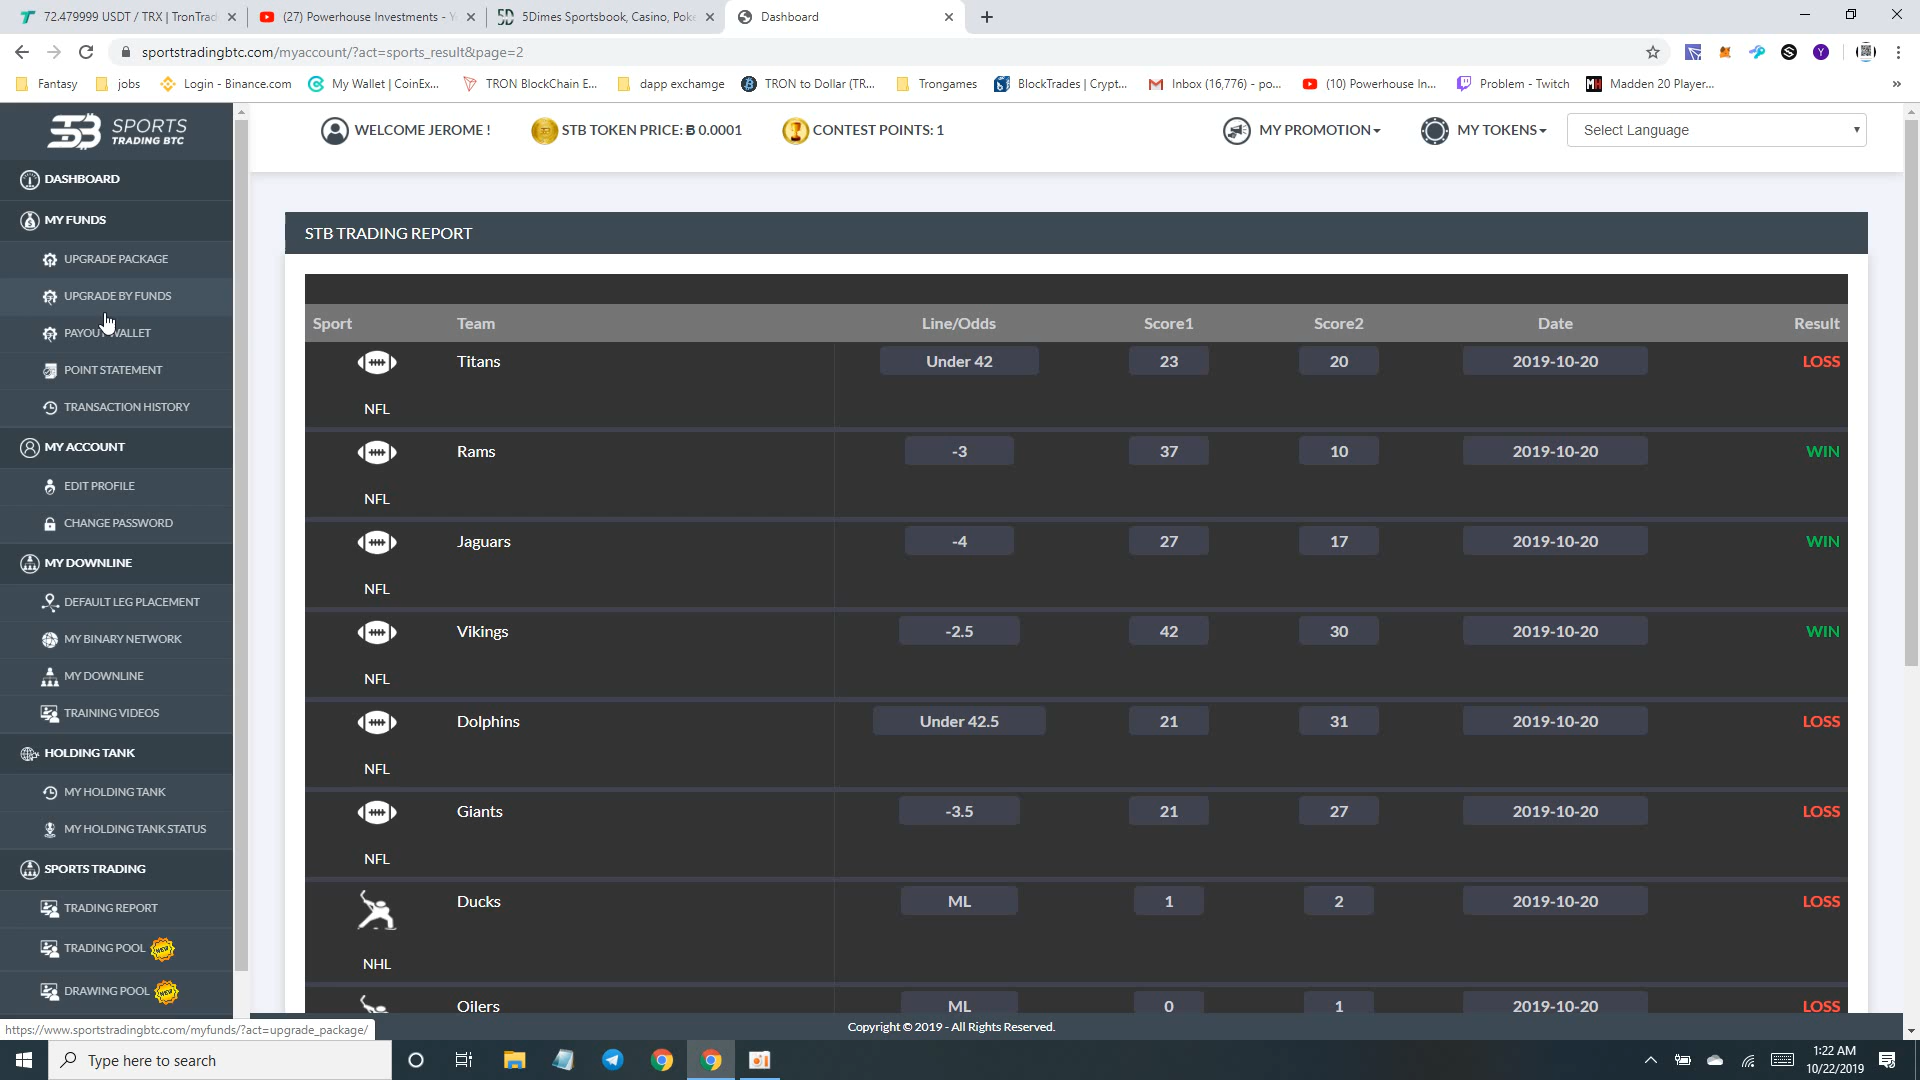 72.479999 USDT / TRX | TronTrad
(27) Powerhouse Investments - Y
5Dimes Sportsbook, Casino, Poke
Dashboard
sportstradingbtc.com/myaccount/?act=sports_result&page=2
Fantasy
jobs
Login - Binance.com
My Wallet | CoinEx...
TRON BlockChain E...
dapp exchamge
TRON to Dollar (TR...
Trongames
BlockTrades | Crypt...
Inbox (16,776) - po...
(10) Powerhouse In...
Problem - Twitch
Madden 20 Player...
SPORTS
TRADING BTC
WELCOME JEROME !
STB TOKEN PRICE: Ƀ 0.0001
CONTEST POINTS: 1
MY PROMOTION
MY TOKENS
Select Language
DASHBOARD
MY FUNDS
UPGRADE PACKAGE
UPGRADE BY FUNDS
PAYOUT WALLET
POINT STATEMENT
TRANSACTION HISTORY
MY ACCOUNT
EDIT PROFILE
CHANGE PASSWORD
MY DOWNLINE
DEFAULT LEG PLACEMENT
MY BINARY NETWORK
MY DOWNLINE
TRAINING VIDEOS
HOLDING TANK
MY HOLDING TANK
MY HOLDING TANK STATUS
SPORTS TRADING
TRADING REPORT
TRADING POOL NEW
DRAWING POOL NEW
STB TRADING REPORT
Sport Team Line/Odds Score1 Score2 Date Result
Titans Under 42 23 20 2019-10-20 LOSS
NFL
Rams -3 37 10 2019-10-20 WIN
NFL
Jaguars -4 27 17 2019-10-20 WIN
NFL
Vikings -2.5 42 30 2019-10-20 WIN
NFL
Dolphins Under 42.5 21 31 2019-10-20 LOSS
NFL
Giants -3.5 21 27 2019-10-20 LOSS
NFL
Ducks ML 1 2 2019-10-20 LOSS
NHL
Oilers ML 0 1 2019-10-20 LOSS
Copyright © 2019 - All Rights Reserved.
https://www.sportstradingbtc.com/myfunds/?act=upgrade_package/
Type here to search
1:22 AM
10/22/2019